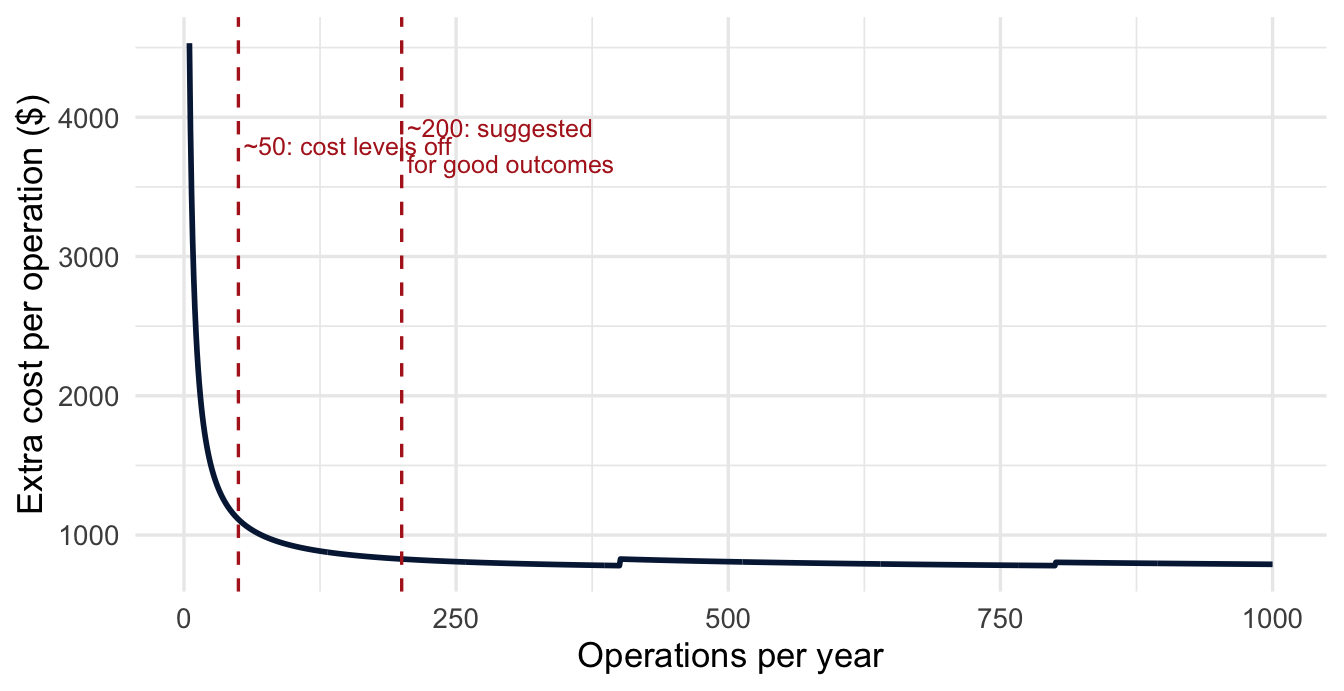 Extra cost per operation ($)
4000
3000
2000
1000
~50: cost levels off
~200: suggested
for good outcomes
0
250
500
750
1000
Operations per year